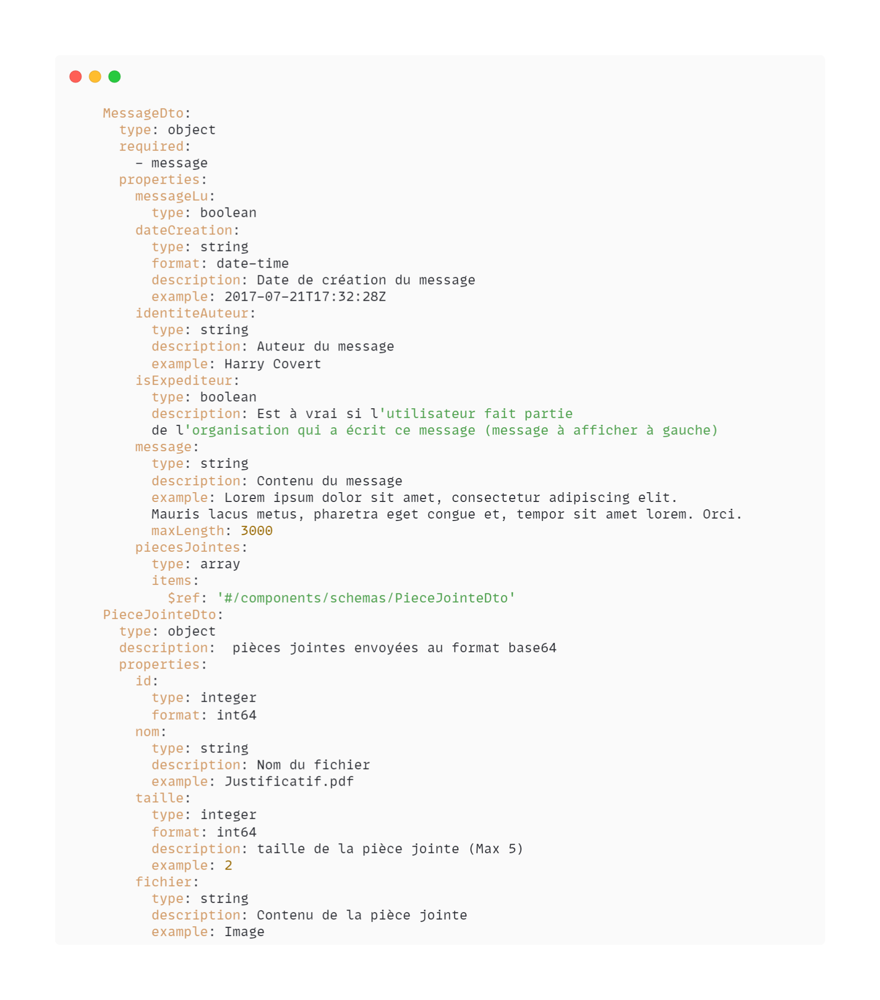 MessageDto:
  type: object
  required:
    - message
  properties:
    messageLu:
      type: boolean
    dateCreation:
      type: string
      format: date-time
      description: Date de création du message
      example: 2017-07-21T17:32:28Z
    identiteAuteur:
      type: string
      description: Auteur du message
      example: Harry Covert
    isExpediteur:
      type: boolean
      description: Est à vrai si l'utilisateur fait partie
      de l'organisation qui a écrit ce message (message à afficher à gauche)
    message:
      type: string
      description: Contenu du message
      example: Lorem ipsum dolor sit amet, consectetur adipiscing elit.
      Mauris lacus metus, pharetra eget congue et, tempor sit amet lorem. Orci.
      maxLength: 3000
    piecesJointes:
      type: array
      items:
        $ref: '#/components/schemas/PieceJointeDto'
PieceJointeDto:
  type: object
  description:  pièces jointes envoyées au format base64
  properties:
    id:
      type: integer
      format: int64
    nom:
      type: string
      description: Nom du fichier
      example: Justificatif.pdf
    taille:
      type: integer
      format: int64
      description: taille de la pièce jointe (Max 5)
      example: 2
    fichier:
      type: string
      description: Contenu de la pièce jointe
      example: Image